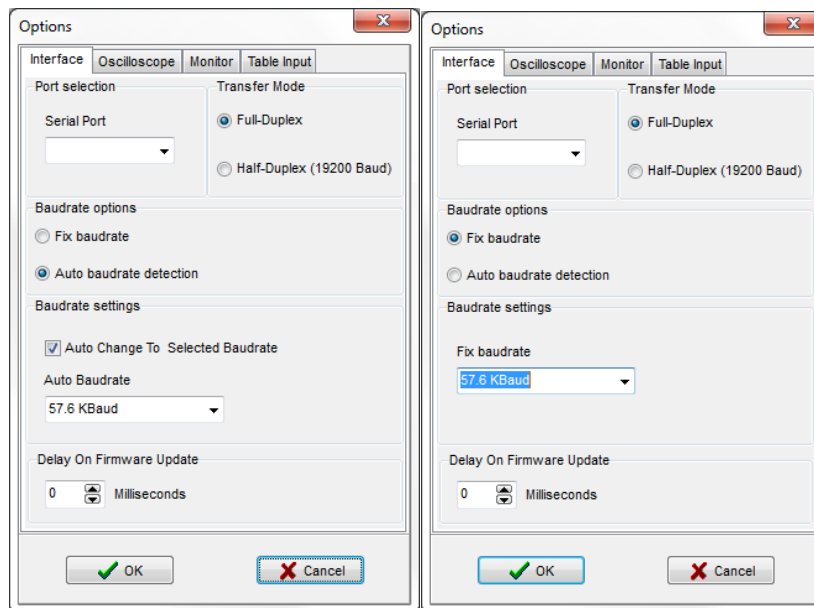 Options
Interface Oscilloscope Monitor Table Input
Port selection Transfer Mode
Serial Port Full-Duplex
Half-Duplex (19200 Baud)
Baudrate options
Fix baudrate
Auto baudrate detection
Baudrate settings
Auto Change To Selected Baudrate
Auto Baudrate
57.6 KBaud
Delay On Firmware Update
0 Milliseconds
OK Cancel
Options
Interface Oscilloscope Monitor Table Input
Port selection Transfer Mode
Serial Port Full-Duplex
Half-Duplex (19200 Baud)
Baudrate options
Fix baudrate
Auto baudrate detection
Baudrate settings
Fix baudrate
57.6 KBaud
Delay On Firmware Update
0 Milliseconds
OK Cancel